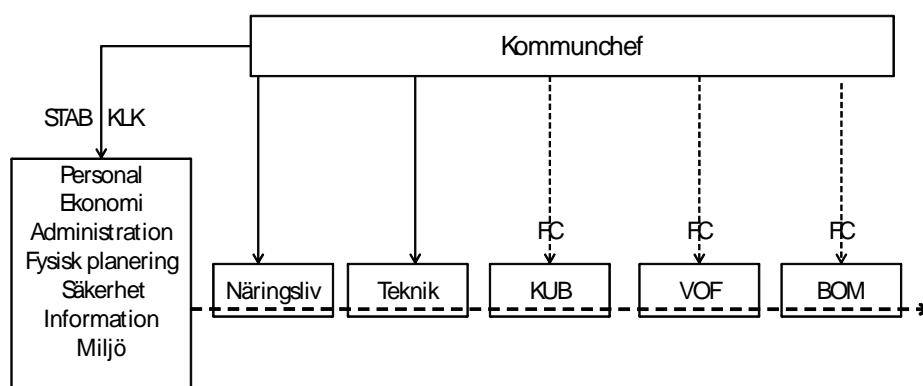 Kommunchef
STAB KLK
Personal
Ekonomi
Administration
Fysisk planering
Säkerhet
Information
Miljö
FC FC FC
Näringsliv Teknik KUB VOF BOM